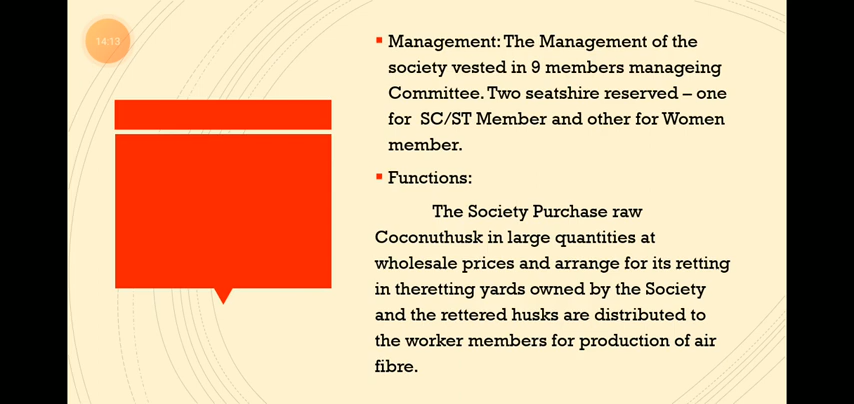 14:13
Management: The Management of the
society vested in 9 members manageing
Committee. Two seatshire reserved – one
for SC/ST Member and other for Women
member.
Functions:
The Society Purchase raw
Coconuthusk in large quantities at
wholesale prices and arrange for its retting
in theretting yards owned by the Society
and the rettered husks are distributed to
the worker members for production of air
fibre.